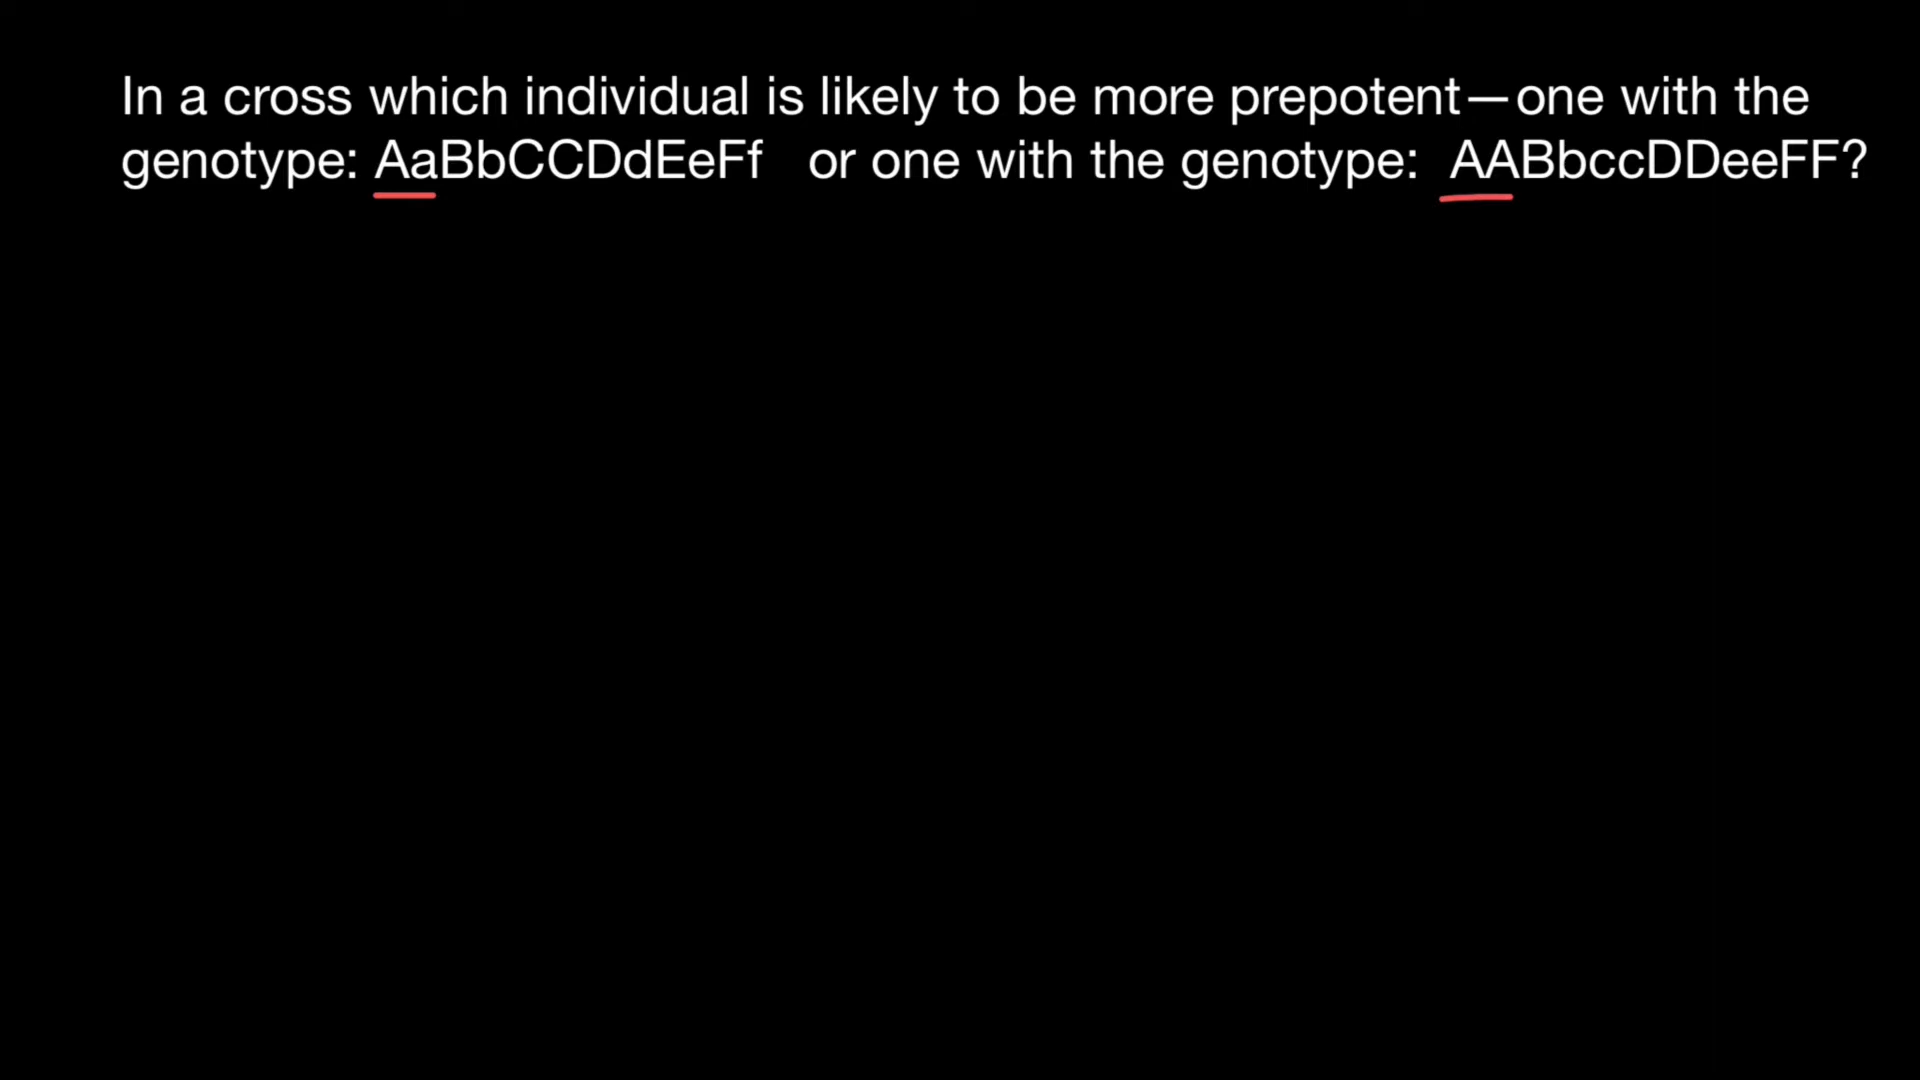 In a cross which individual is likely to be more prepotent—one with the
genotype: AaBbCCDdEeFf or one with the genotype: AABbccDDeeFF?